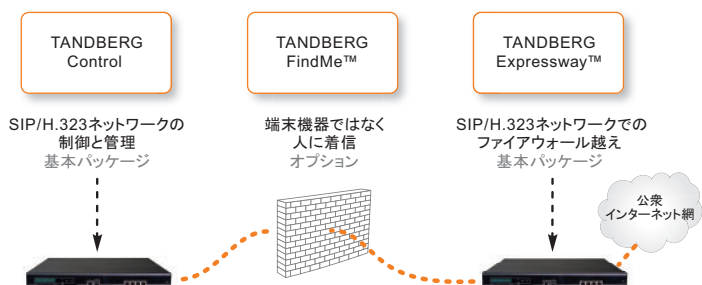 TANDBERG
Control
TANDBERG
FindMe™
TANDBERG
Expressway™
SIP/H.323ネットワークの
制御と管理
基本パッケージ
端末機器ではなく
人に着信
オプション
SIP/H.323ネットワークでの
ファイアウォール越え
基本パッケージ
公衆
インターネット網